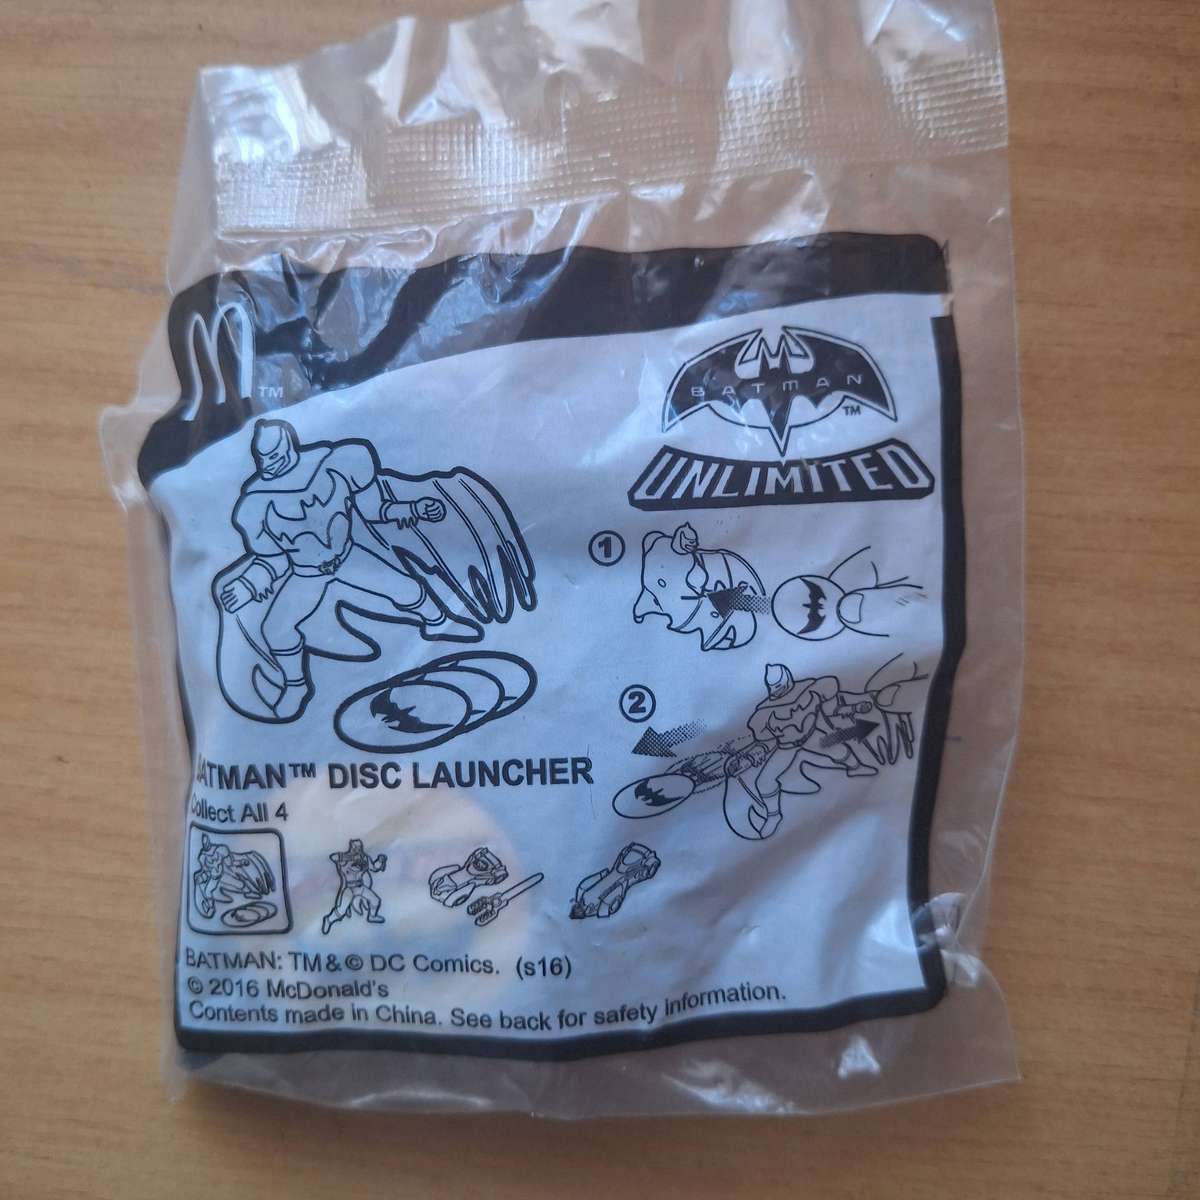 M TM
BATMAN
TM
UNLIMITED
1
2
BATMAN™ DISC LAUNCHER
Collect All 4
BATMAN: TM & © DC Comics. (s16)
© 2016 McDonald's
Contents made in China. See back for safety information.